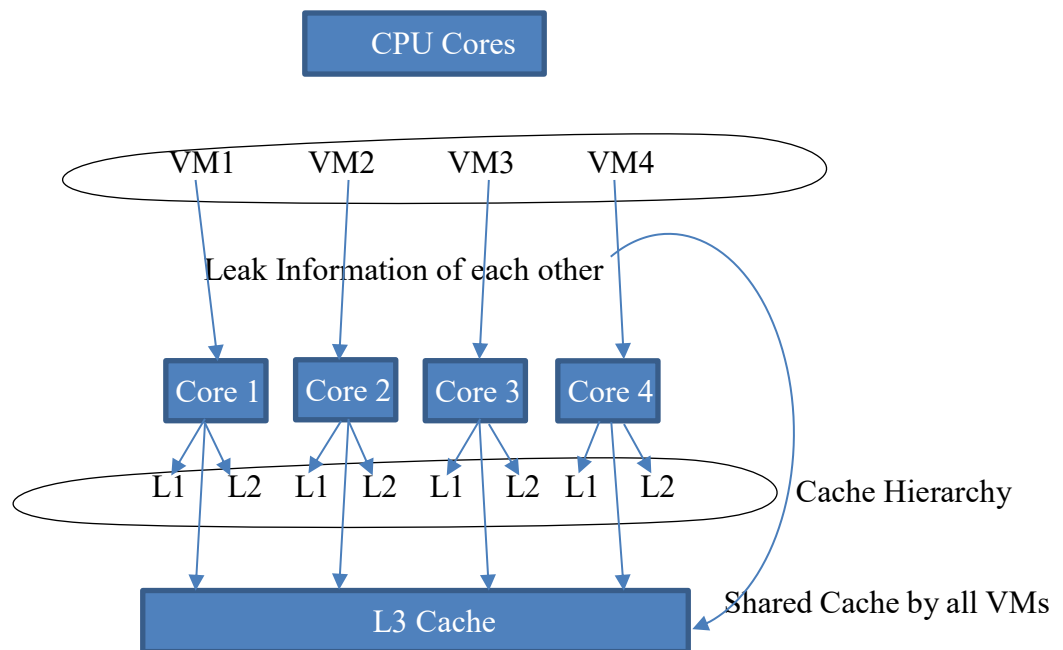 CPU Cores
VM1 VM2 VM3 VM4
Leak Information of each other
Core 1 Core 2 Core 3 Core 4
L1 L2 L1 L2 L1 L2 L1 L2
Cache Hierarchy
Shared Cache by all VMs
L3 Cache